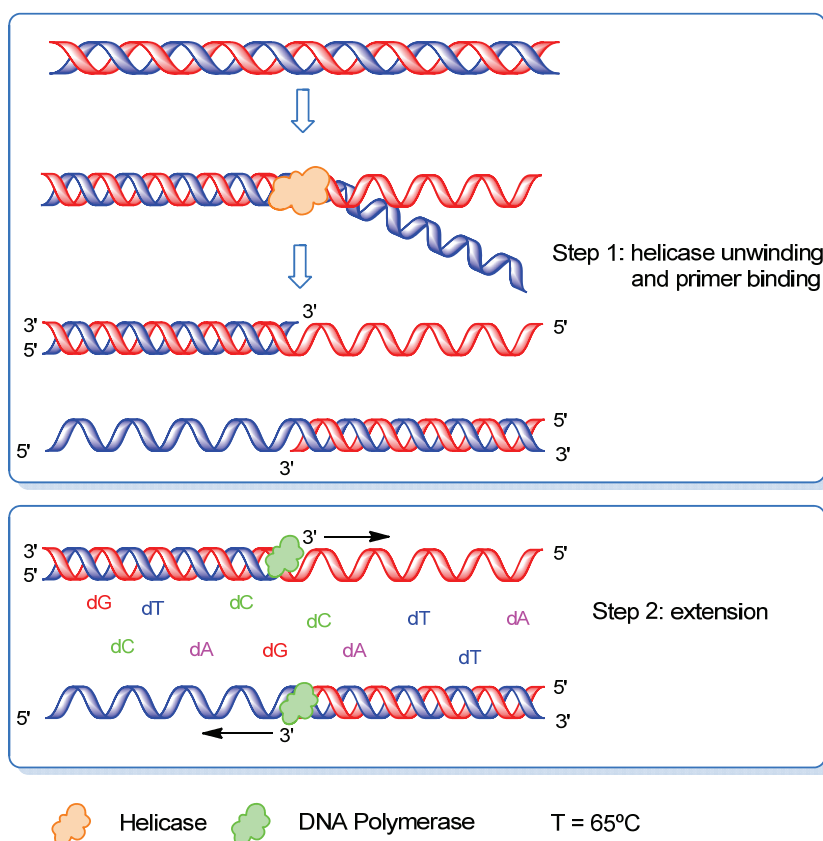 Step 1: helicase unwinding
and primer binding
3'
3'
5'
5'
5'
5'
3'
3'
3'
3'
5'
5'
dG
dT
dC
dC
dT
dA
dC
dA
dG
dA
dT
Step 2: extension
5'
5'
3'
3'
Helicase
DNA Polymerase
T = 65ºC